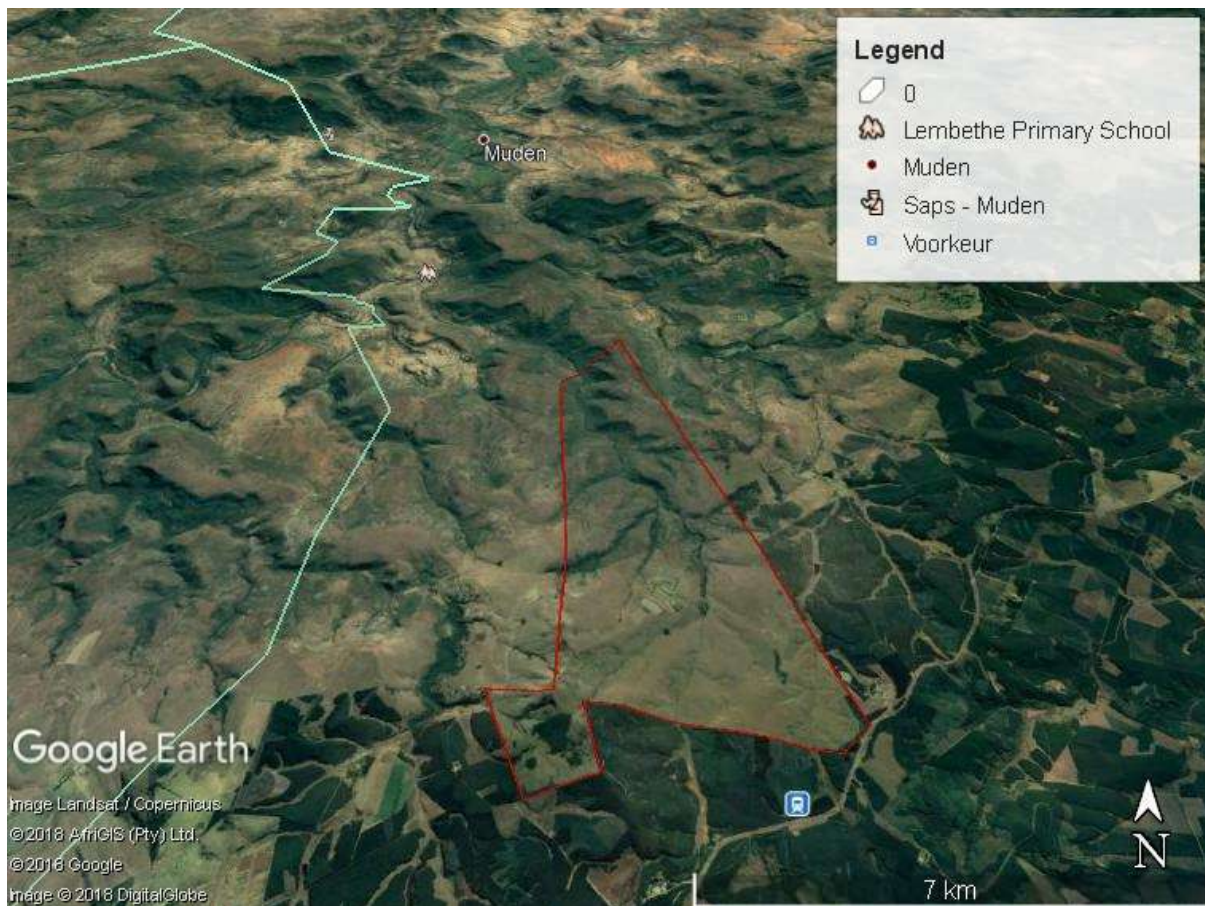 Legend
0
Lembethe Primary School
Muden
Saps - Muden
Voorkeur
Muden
Google Earth
Image Landsat / Copernicus
© 2018 AfriGIS (Pty) Ltd.
© 2018 Google
Image © 2018 DigitalGlobe
N
7 km